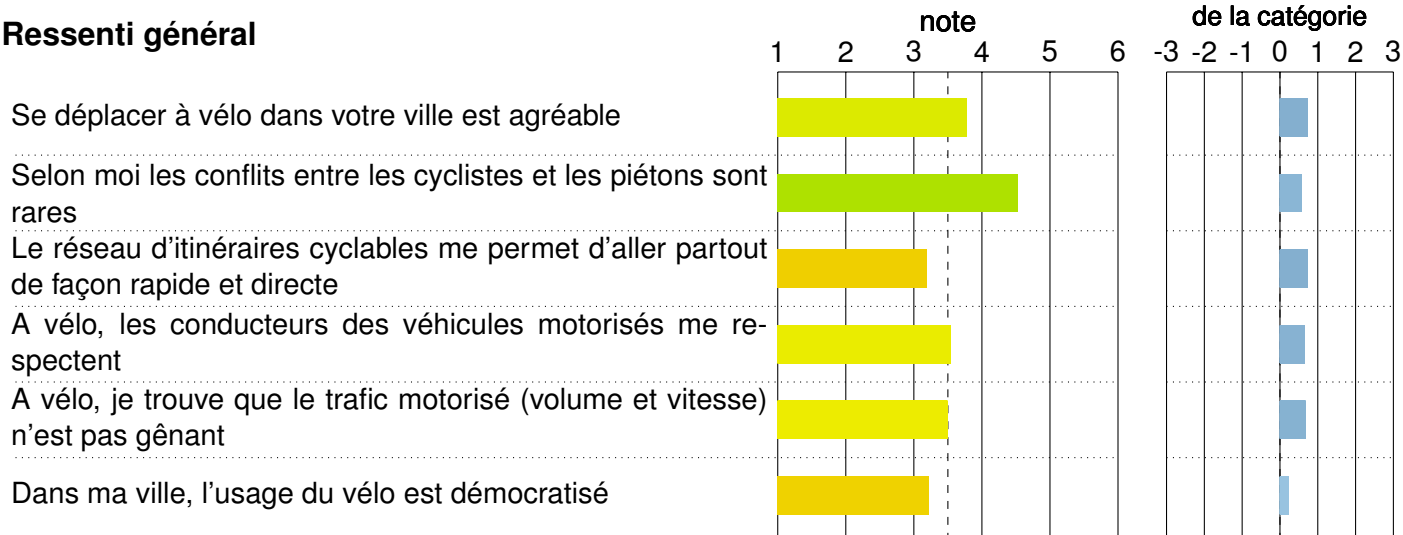 Ressenti général
note
de la catégorie
1 2 3 4 5 6
-3 -2 -1 0 1 2 3
Se déplacer à vélo dans votre ville est agréable
Selon moi les conflits entre les cyclistes et les piétons sont
rares
Le réseau d'itinéraires cyclables me permet d'aller partout
de façon rapide et directe
A vélo, les conducteurs des véhicules motorisés me re-
spectent
A vélo, je trouve que le trafic motorisé (volume et vitesse)
n'est pas gênant
Dans ma ville, l'usage du vélo est démocratisé